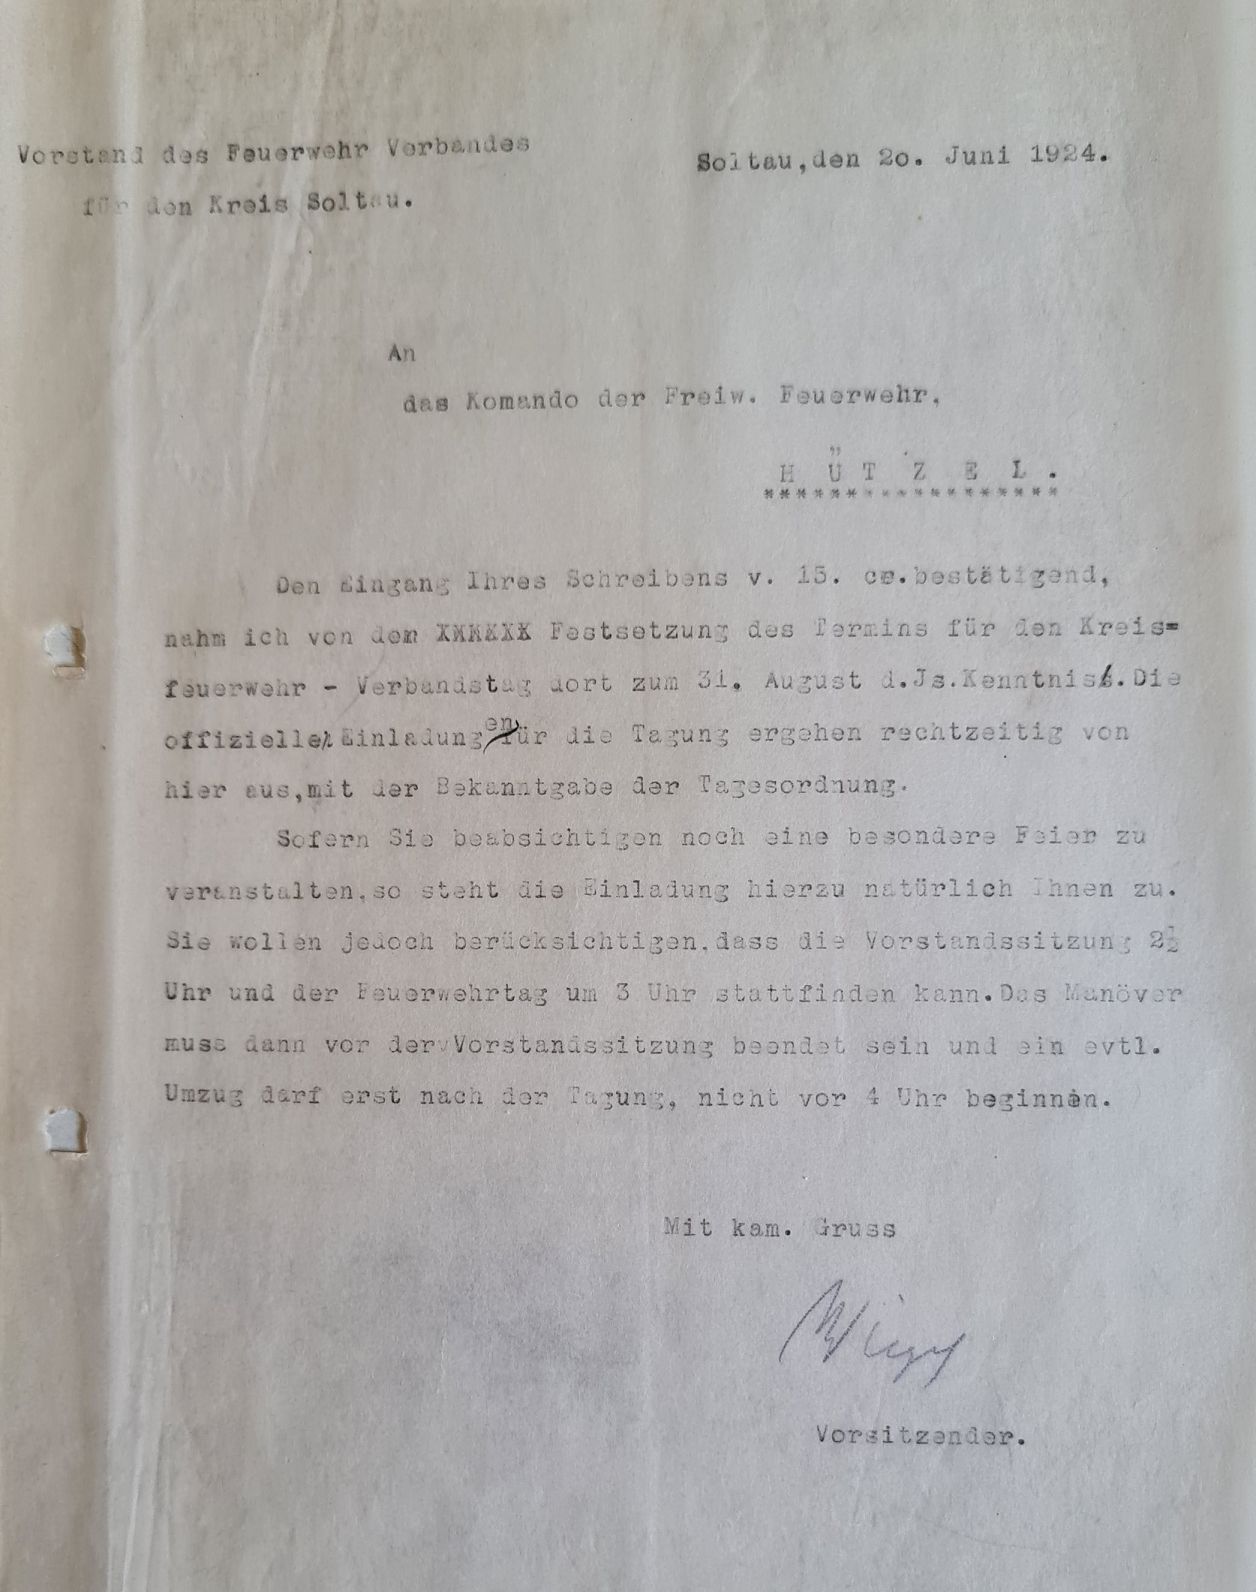 Vorstand des Feuerwehr Verbandes
Soltau,den 2o. Juni 1924.
für den Kreis Soltau.
An
das Komando der Freiw. Feuerwehr,
H Ü T Z E L .
******************
Den Eingang Ihres Schreibens v. 15. ce.bestätigend,
nahm ich von dem XXXXXX Festsetzung des Termins für den Kreis=
feuerwehr - Verbandstag dort zum 31. August d.Js.Kenntnis.Die
offizielle Einladungen für die Tagung ergehen rechtzeitig von
hier aus,mit der Bekanntgabe der Tagesordnung.
Sofern Sie beabsichtigen noch eine besondere Feier zu
veranstalten,so steht die Einladung hierzu natürlich Ihnen zu.
Sie wollen jedoch berücksichtigen,dass die Vorstandssitzung 2½
Uhr und der Feuerwehrtag um 3 Uhr stattfinden kann.Das Manöver
muss dann vor dervVorstandssitzung beendet sein und ein evtl.
Umzug darf erst nach der Tagung, nicht vor 4 Uhr beginnen.
Mit kam. Gruss
Vorsitzender.